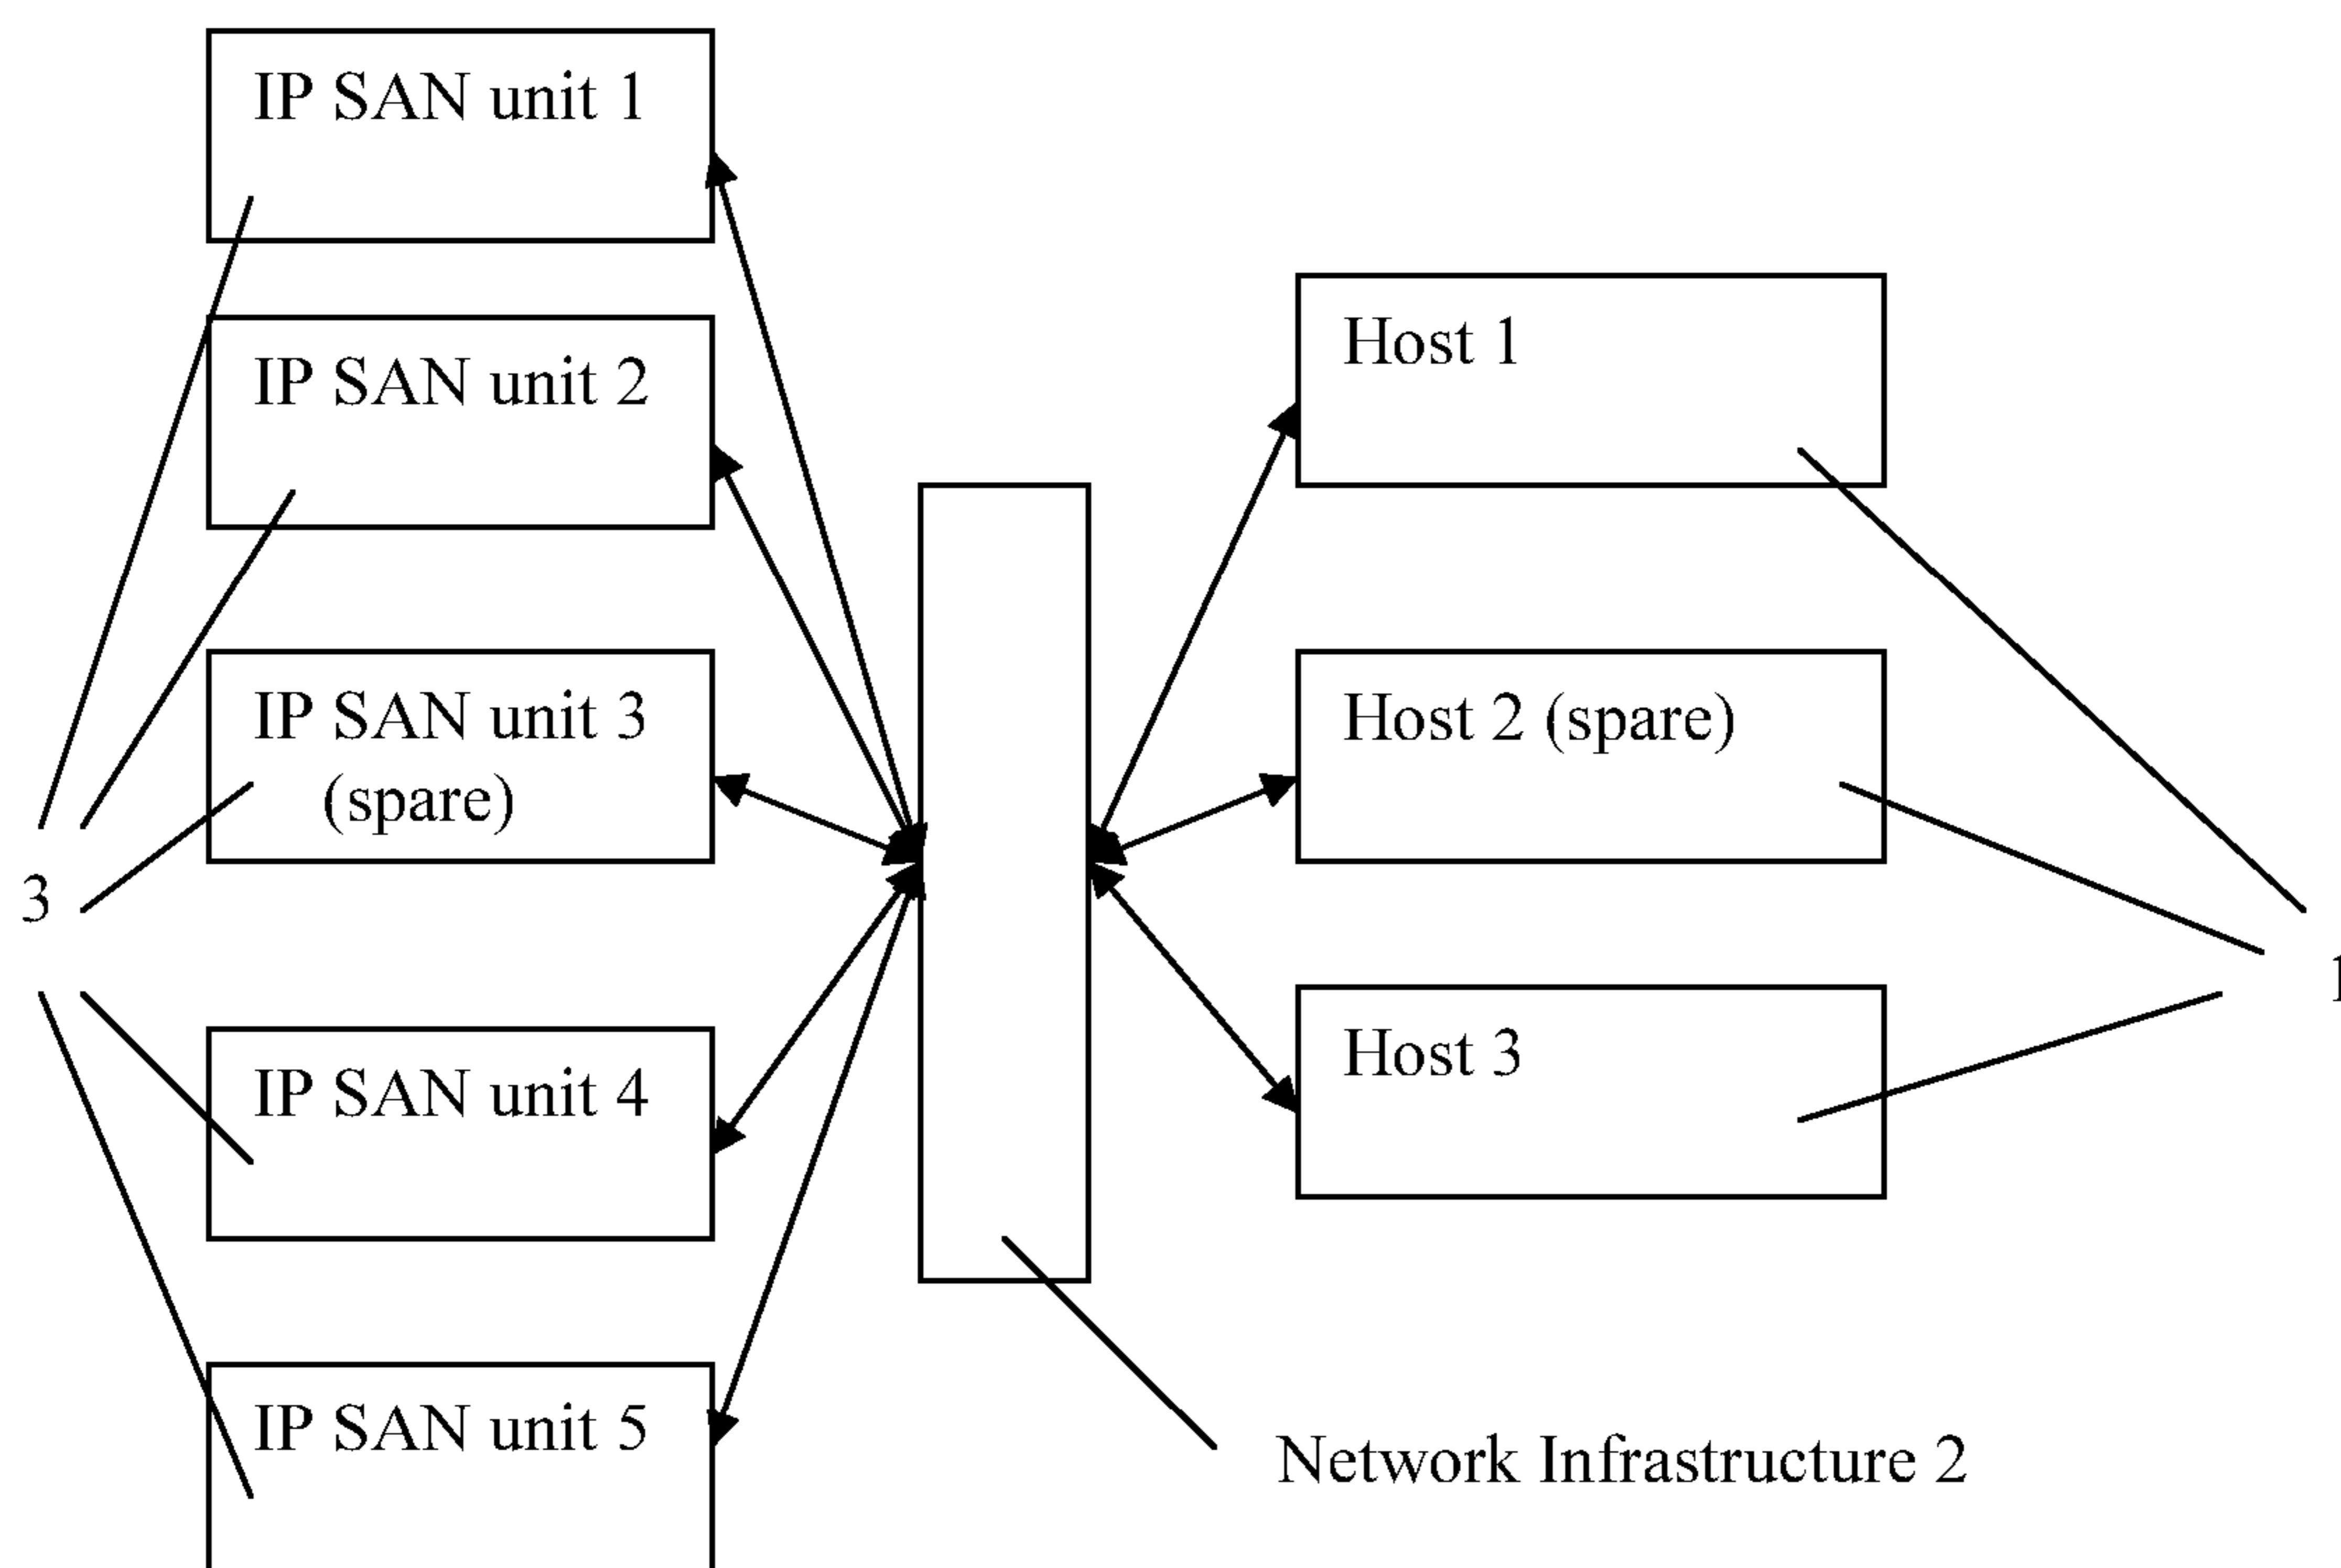 IP SAN unit 1
IP SAN unit 2
IP SAN unit 3
(spare)
IP SAN unit 4
IP SAN unit 5
3
Host 1
Host 2 (spare)
Host 3
1
Network Infrastructure 2